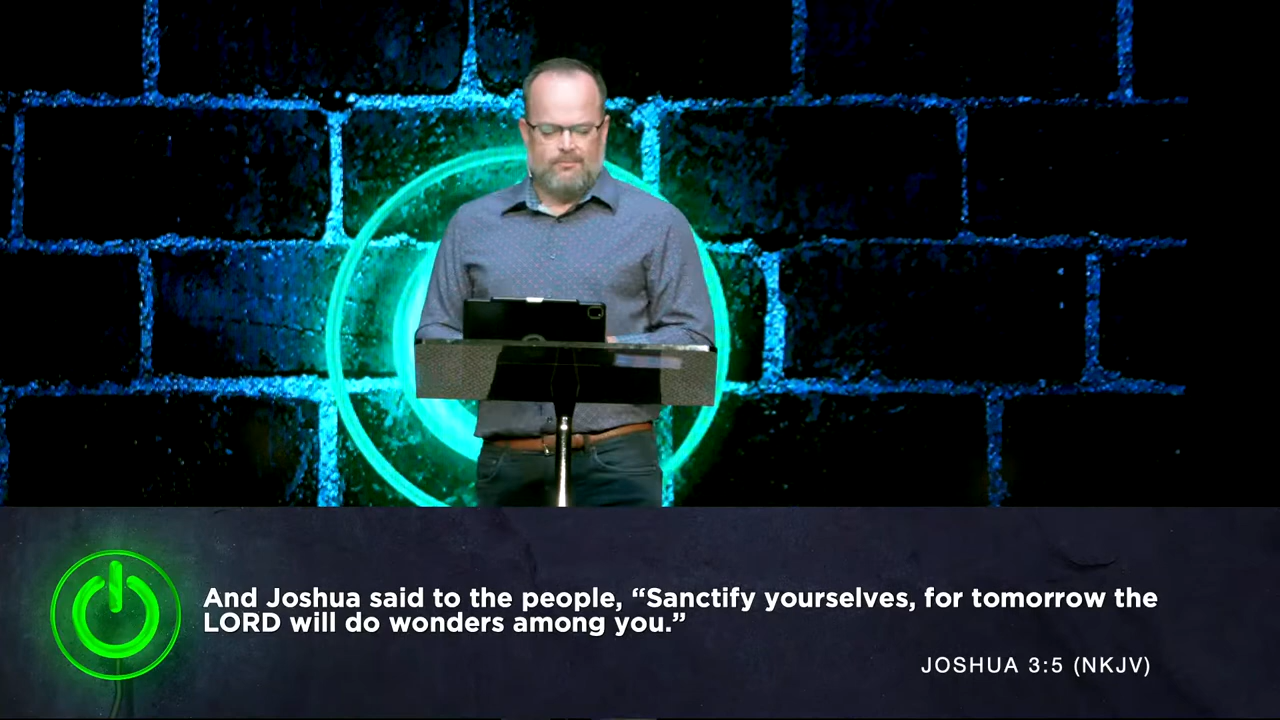 And Joshua said to the people, “Sanctify yourselves, for tomorrow the
LORD will do wonders among you.”
JOSHUA 3:5 (NKJV)